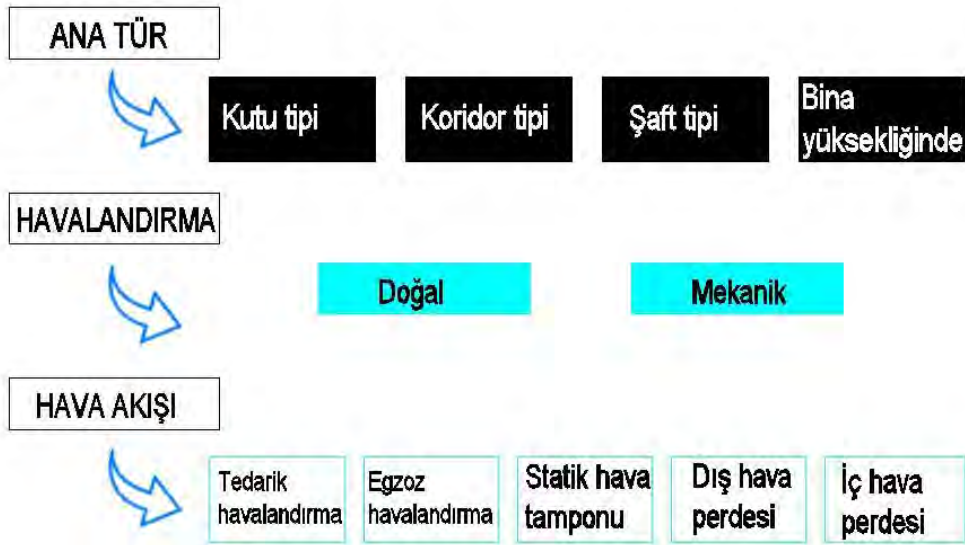 ANA TÜR
Kutu tipi
Koridor tipi
Şaft tipi
Bina
yüksekliğinde
HAVALANDIRMA
Doğal
Mekanik
HAVA AKIŞI
Tedarik
havalandırma
Egzoz
havalandırma
Statik hava
tamponu
Dış hava
perdesi
İç hava
perdesi